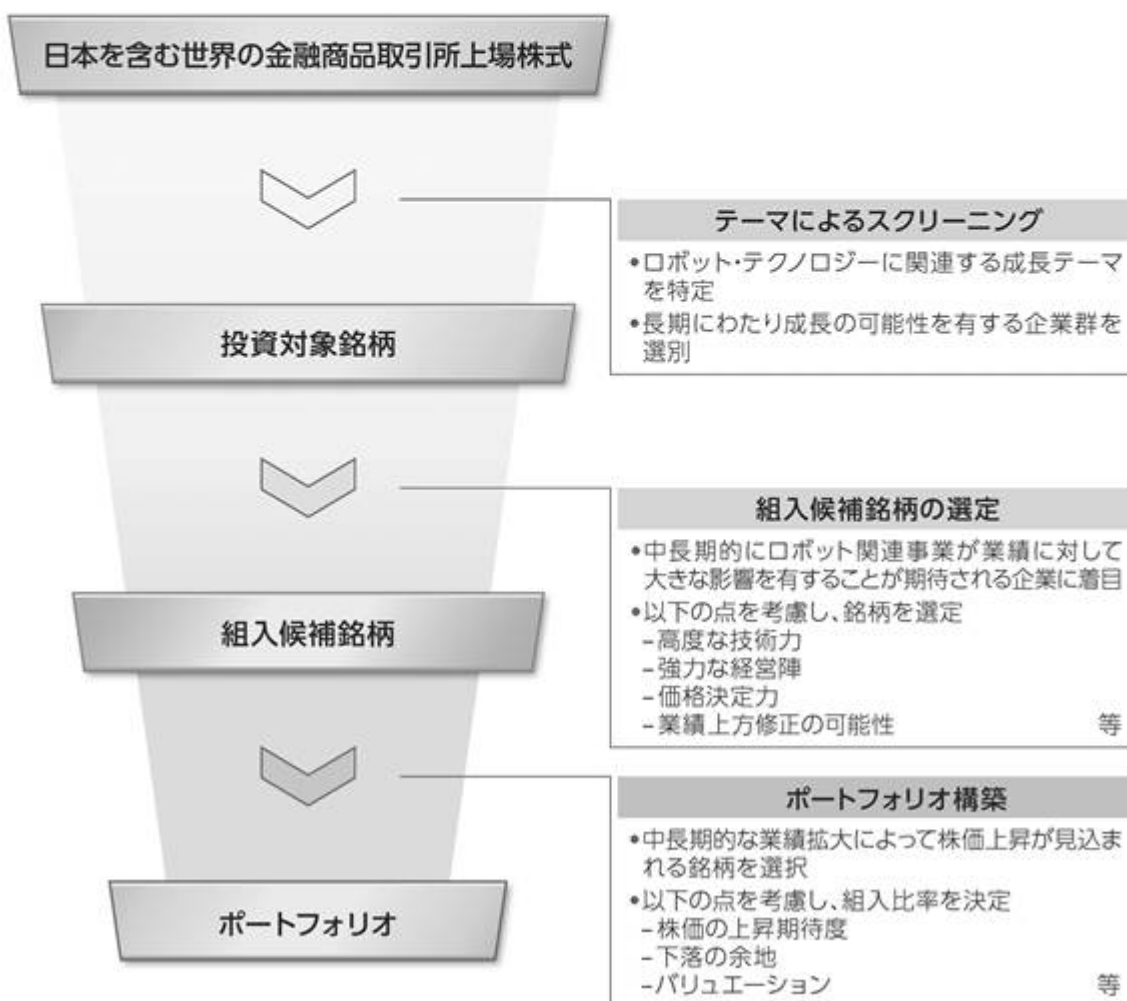 日本を含む世界の金融商品取引所上場株式
テーマによるスクリーニング
•ロボット・テクノロジーに関連する成長テーマ
を特定
•長期にわたり成長の可能性を有する企業群を
選別
投資対象銘柄
組入候補銘柄の選定
•中長期的にロボット関連事業が業績に対して
大きな影響を有することが期待される企業に着目
•以下の点を考慮し、銘柄を選定
–高度な技術力
–強力な経営陣
–価格決定力
–業績上方修正の可能性 等
組入候補銘柄
ポートフォリオ構築
•中長期的な業績拡大によって株価上昇が見込ま
れる銘柄を選択
•以下の点を考慮し、組入比率を決定
–株価の上昇期待度
–下落の余地
–バリュエーション 等
ポートフォリオ